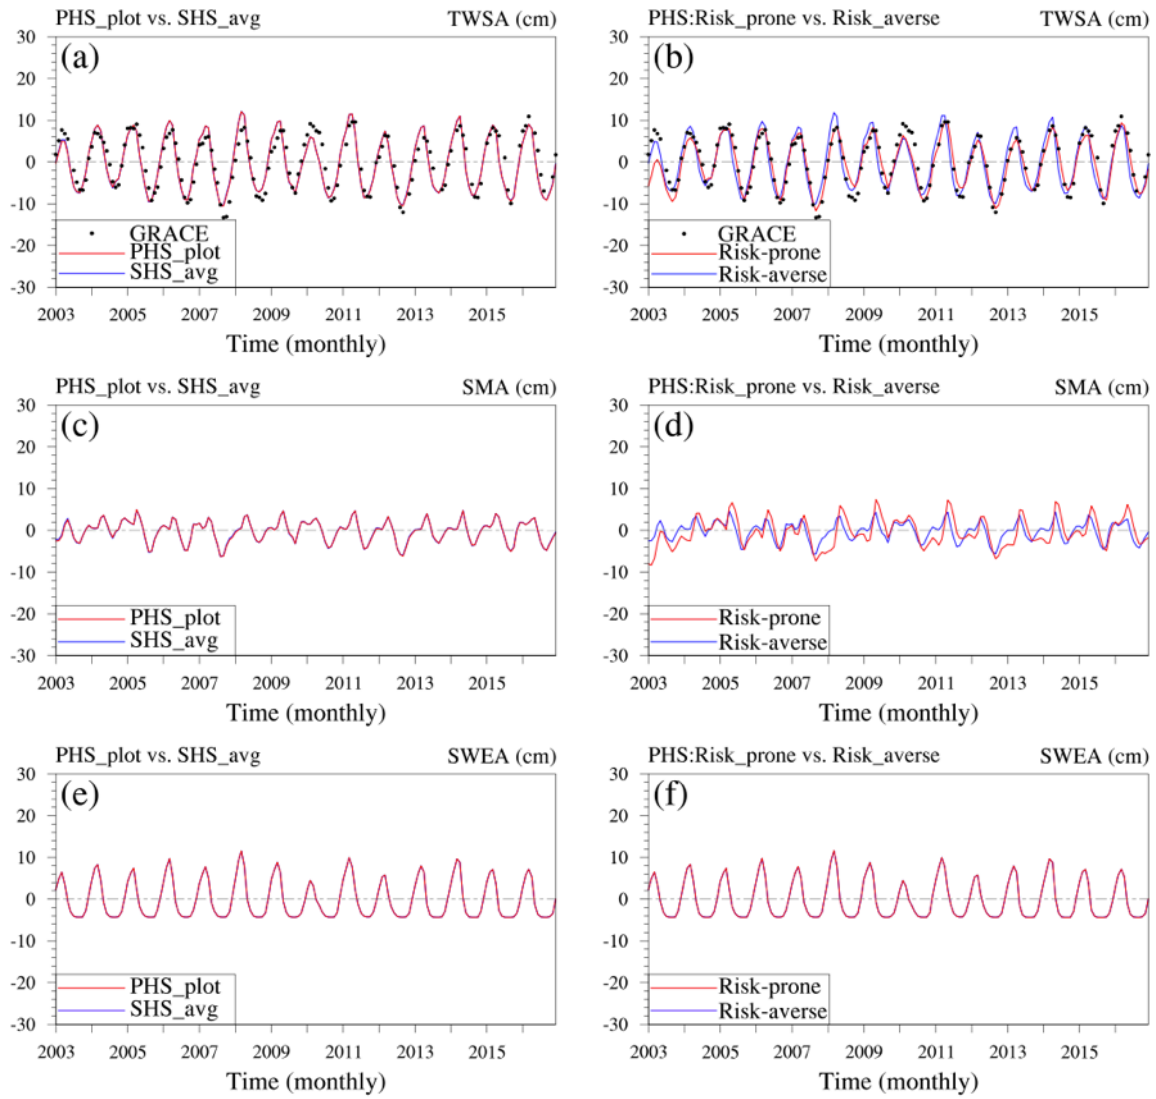 PHS_plot vs. SHS_avg TWSA (cm)
(a)
30
20
10
0
-10
-20
-30
GRACE
PHS_plot
SHS_avg
2003 2005 2007 2009 2011 2013 2015
Time (monthly)
PHS:Risk_prone vs. Risk_averse TWSA (cm)
(b)
30
20
10
0
-10
-20
-30
GRACE
Risk-prone
Risk-averse
2003 2005 2007 2009 2011 2013 2015
Time (monthly)
PHS_plot vs. SHS_avg SMA (cm)
(c)
30
20
10
0
-10
-20
-30
PHS_plot
SHS_avg
2003 2005 2007 2009 2011 2013 2015
Time (monthly)
PHS:Risk_prone vs. Risk_averse SMA (cm)
(d)
30
20
10
0
-10
-20
-30
Risk-prone
Risk-averse
2003 2005 2007 2009 2011 2013 2015
Time (monthly)
PHS_plot vs. SHS_avg SWEA (cm)
(e)
30
20
10
0
-10
-20
-30
PHS_plot
SHS_avg
2003 2005 2007 2009 2011 2013 2015
Time (monthly)
PHS:Risk_prone vs. Risk_averse SWEA (cm)
(f)
30
20
10
0
-10
-20
-30
Risk-prone
Risk-averse
2003 2005 2007 2009 2011 2013 2015
Time (monthly)